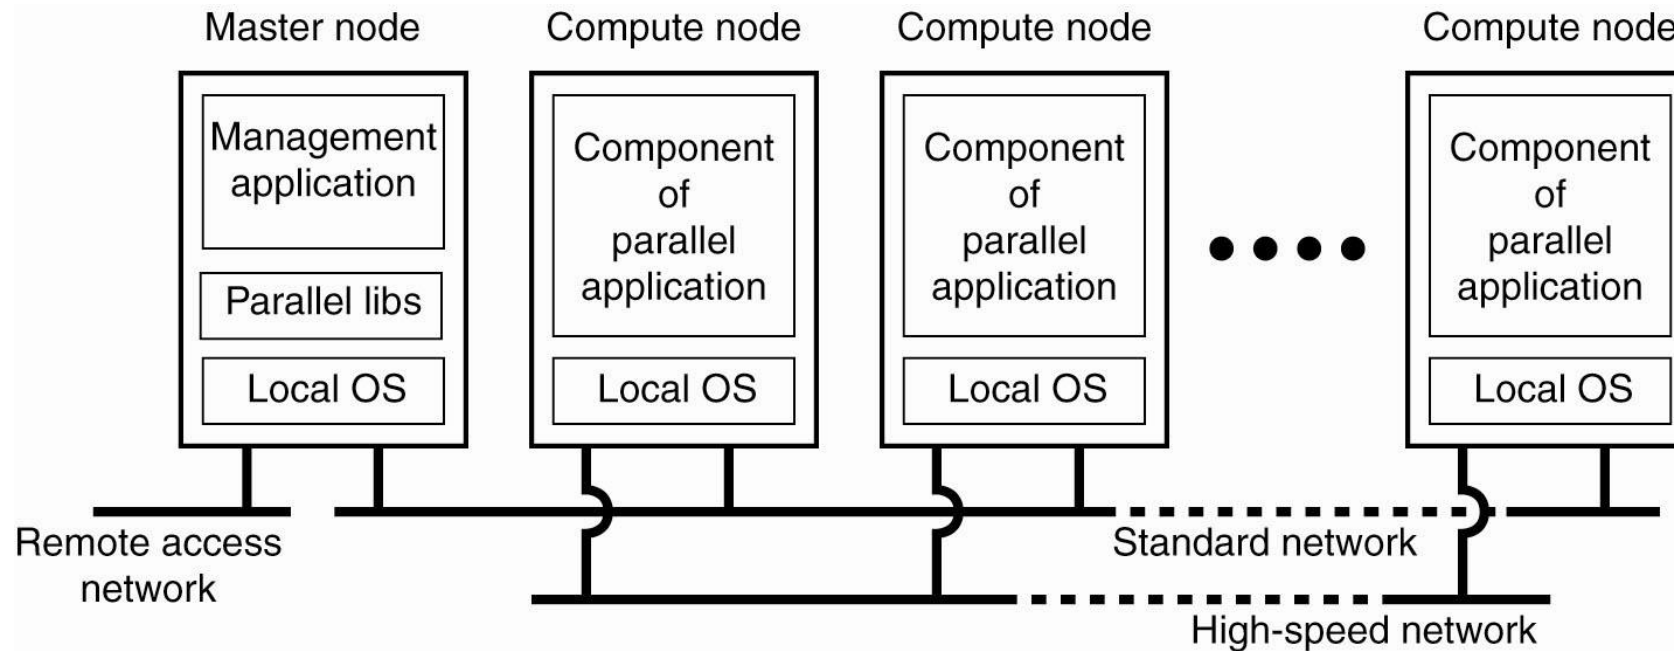 Master node
Compute node
Compute node
Compute node
Management
application
Parallel libs
Local OS
Component
of
parallel
application
Local OS
Component
of
parallel
application
Local OS
Component
of
parallel
application
Local OS
Remote access
network
Standard network
High-speed network